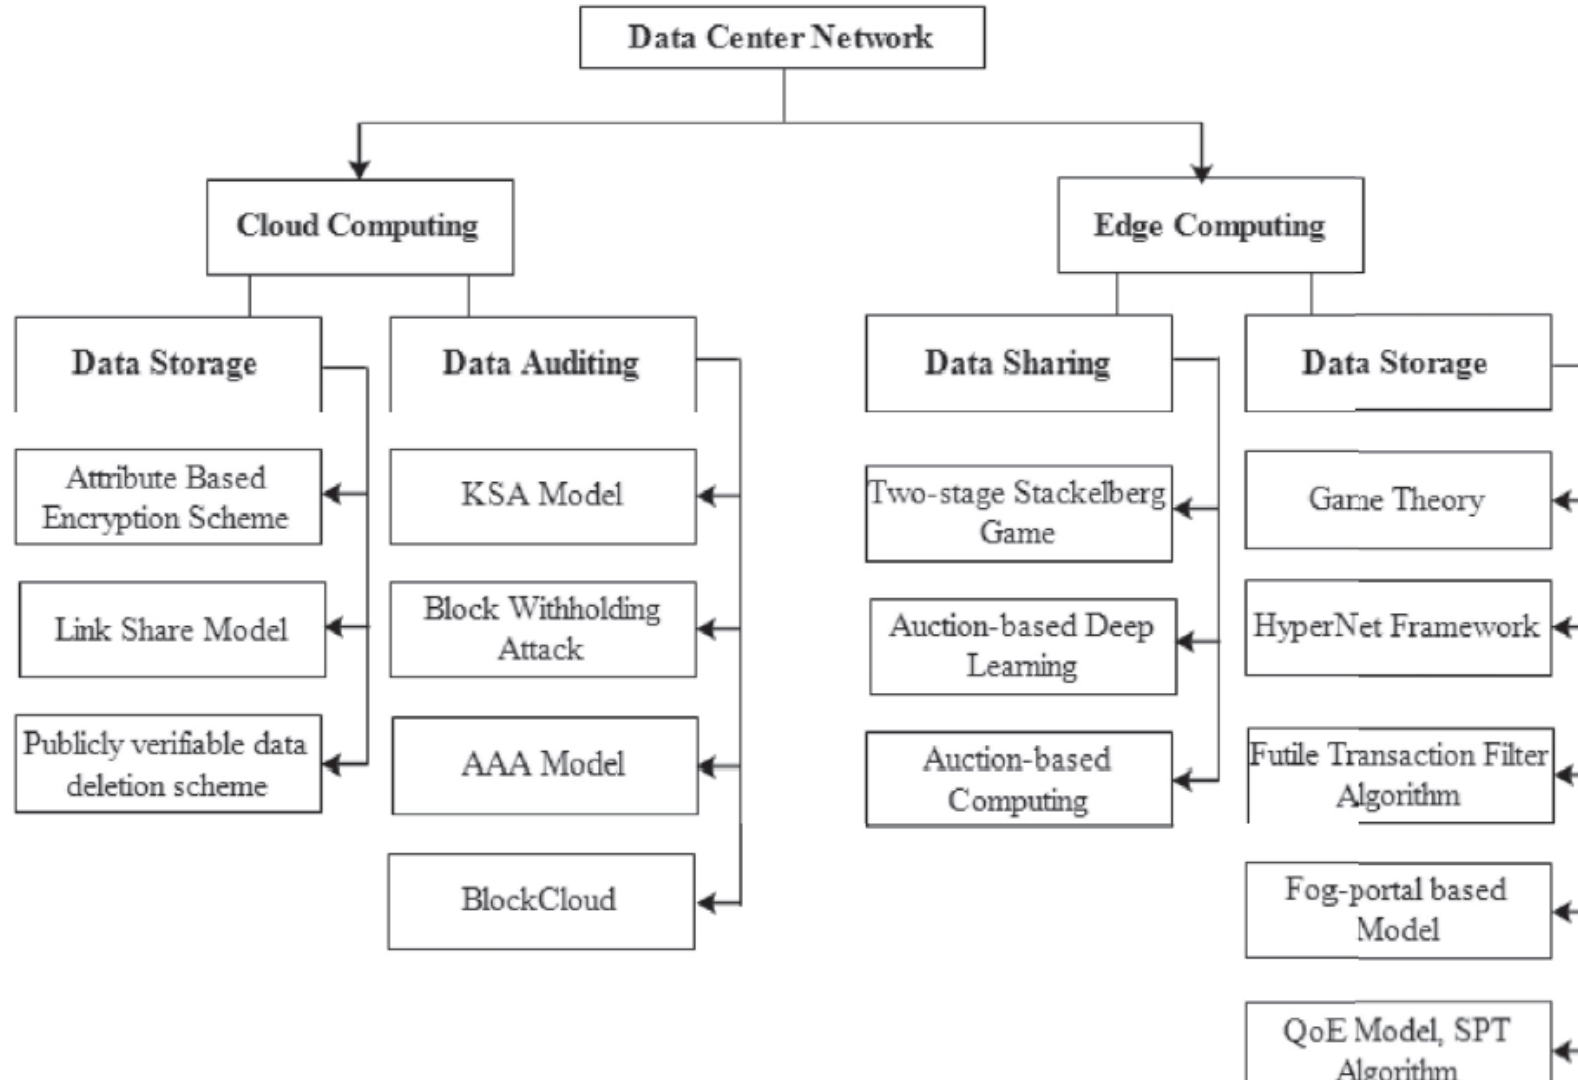 Data Center Network
Cloud Computing
Edge Computing
Data Storage
Data Auditing
Data Sharing
Data Storage
Attribute Based
Encryption Scheme
Link Share Model
Publicly verifiable data
deletion scheme
KSA Model
Block Withholding
Attack
AAA Model
BlockCloud
Two-stage Stackelberg
Game
Auction-based Deep
Learning
Auction-based
Computing
Game Theory
HyperNet Framework
Futile Transaction Filter
Algorithm
Fog-portal based
Model
QoE Model, SPT
Algorithm